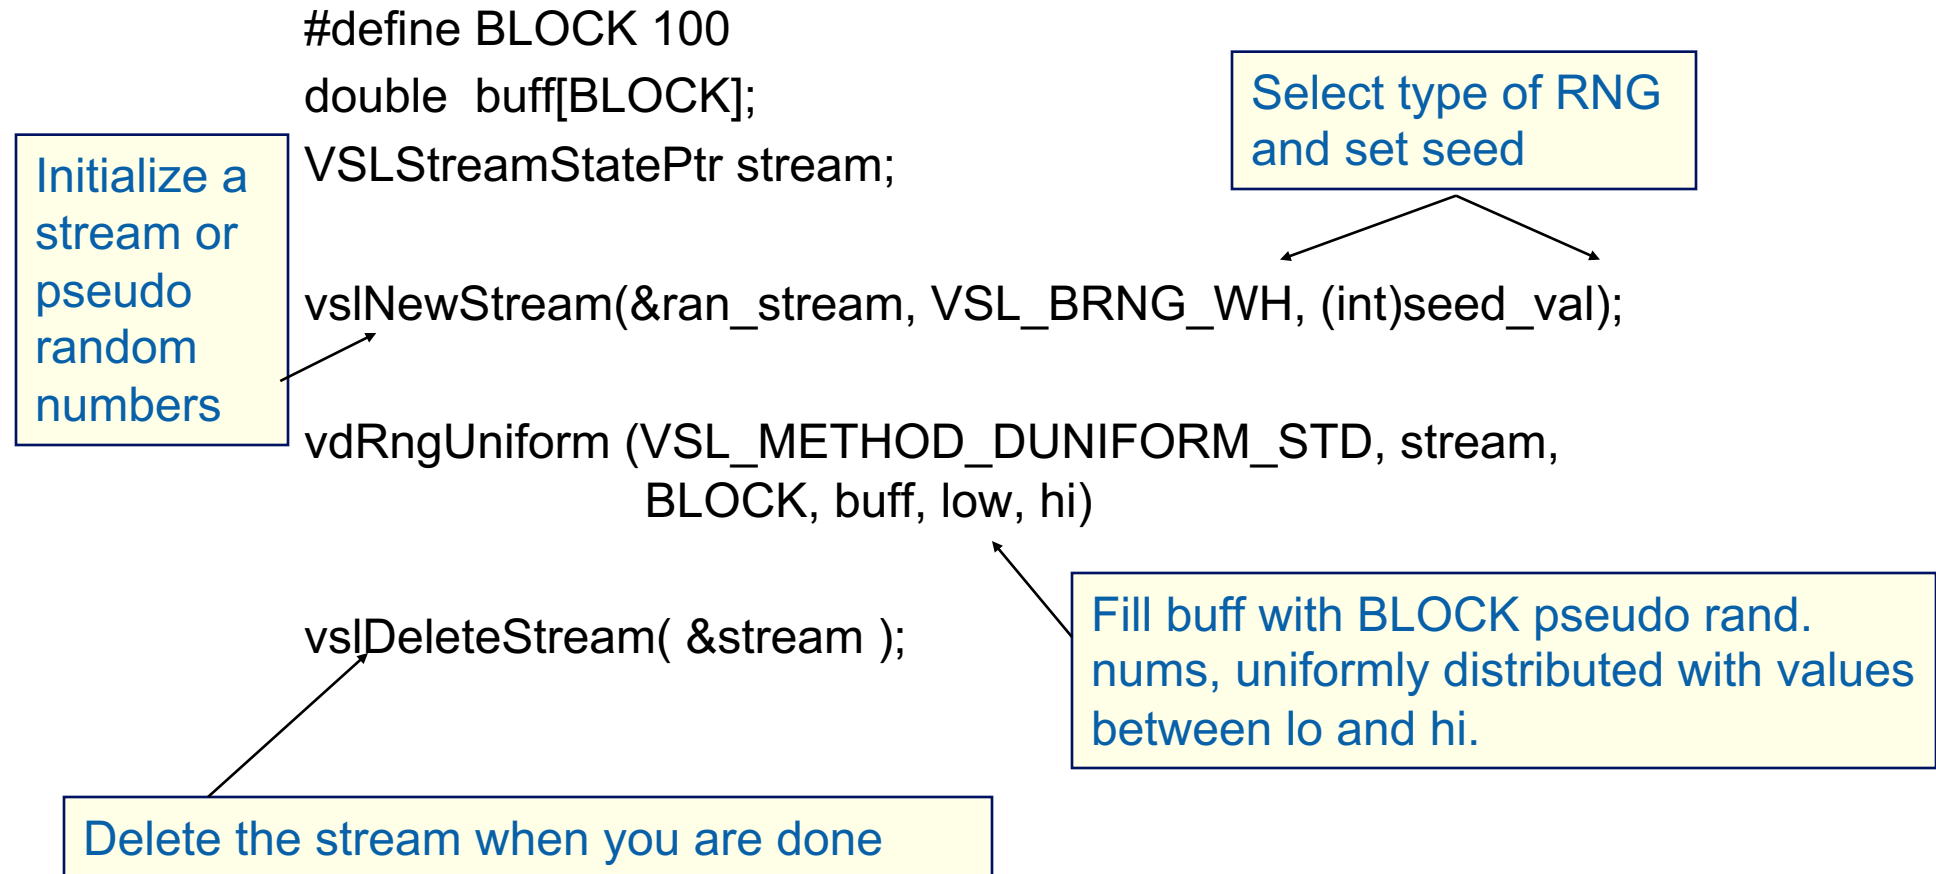 #define BLOCK 100
double buff[BLOCK];
VSLStreamStatePtr stream;
Select type of RNG
and set seed
Initialize a
stream or
pseudo
random
numbers
vslNewStream(&ran_stream, VSL_BRNG_WH, (int)seed_val);
vdRngUniform (VSL_METHOD_DUNIFORM_STD, stream,
BLOCK, buff, low, hi)
vslDeleteStream( &stream );
Fill buff with BLOCK pseudo rand.
nums, uniformly distributed with values
between lo and hi.
Delete the stream when you are done